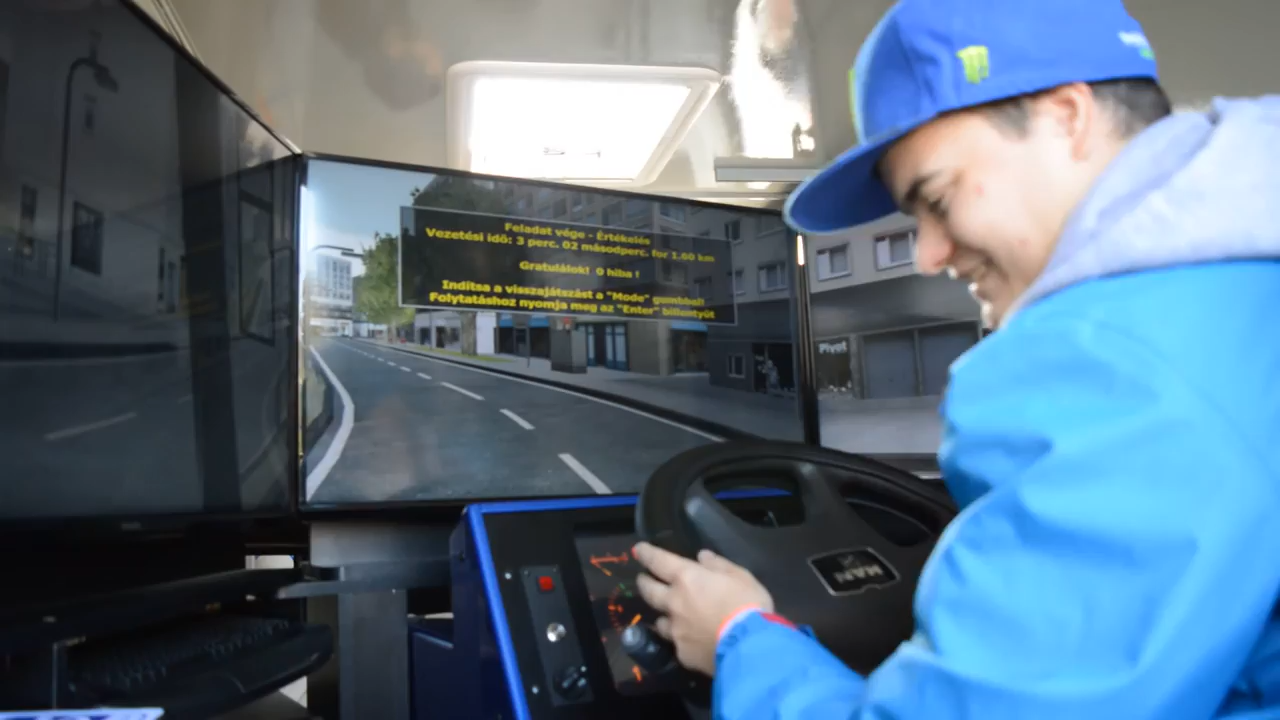 Feladat vége - Értékelés
Vezetési idő: 3 perc. 02 másodperc. for 1.60 km
Gratulálok! 0 hiba !
Indítsa a visszajátszást a "Mode" gombbal!
Folytatáshoz nyomja meg az "Enter" billentyűt
Pivot
MAN